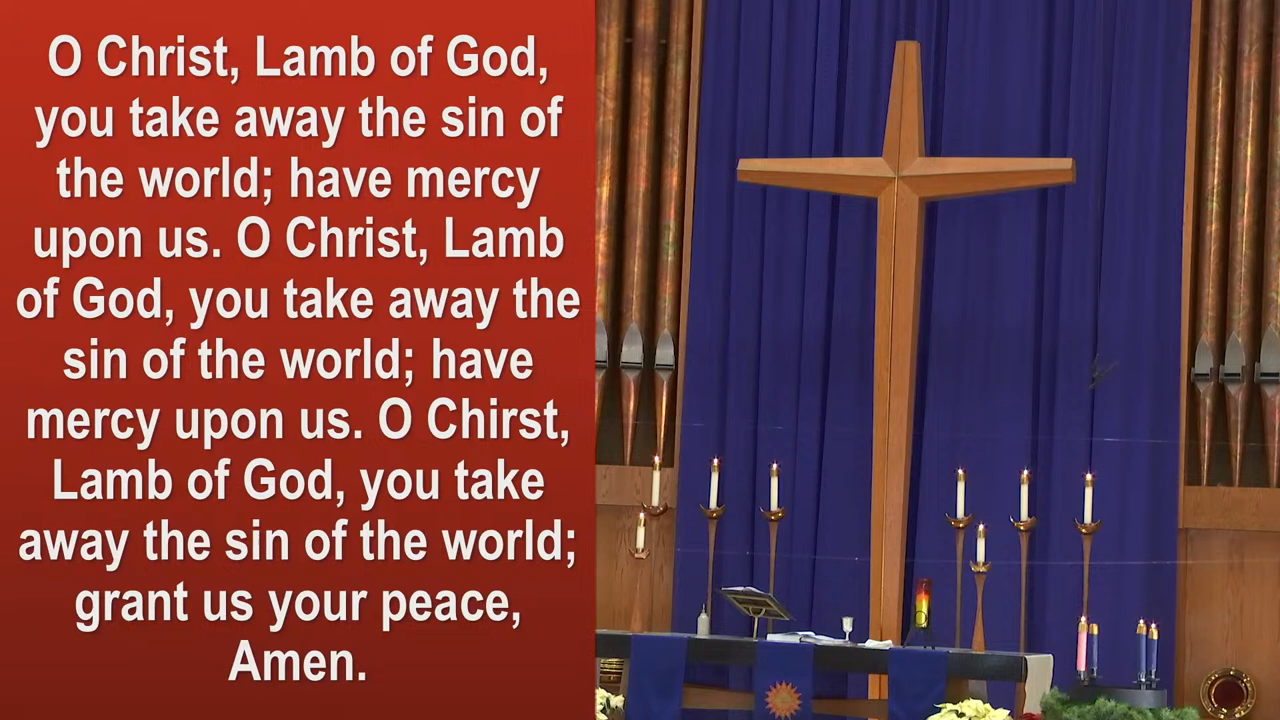 O Christ, Lamb of God,
you take away the sin of
the world; have mercy
upon us. O Christ, Lamb
of God, you take away the
sin of the world; have
mercy upon us. O Chirst,
Lamb of God, you take
away the sin of the world;
grant us your peace,
Amen.